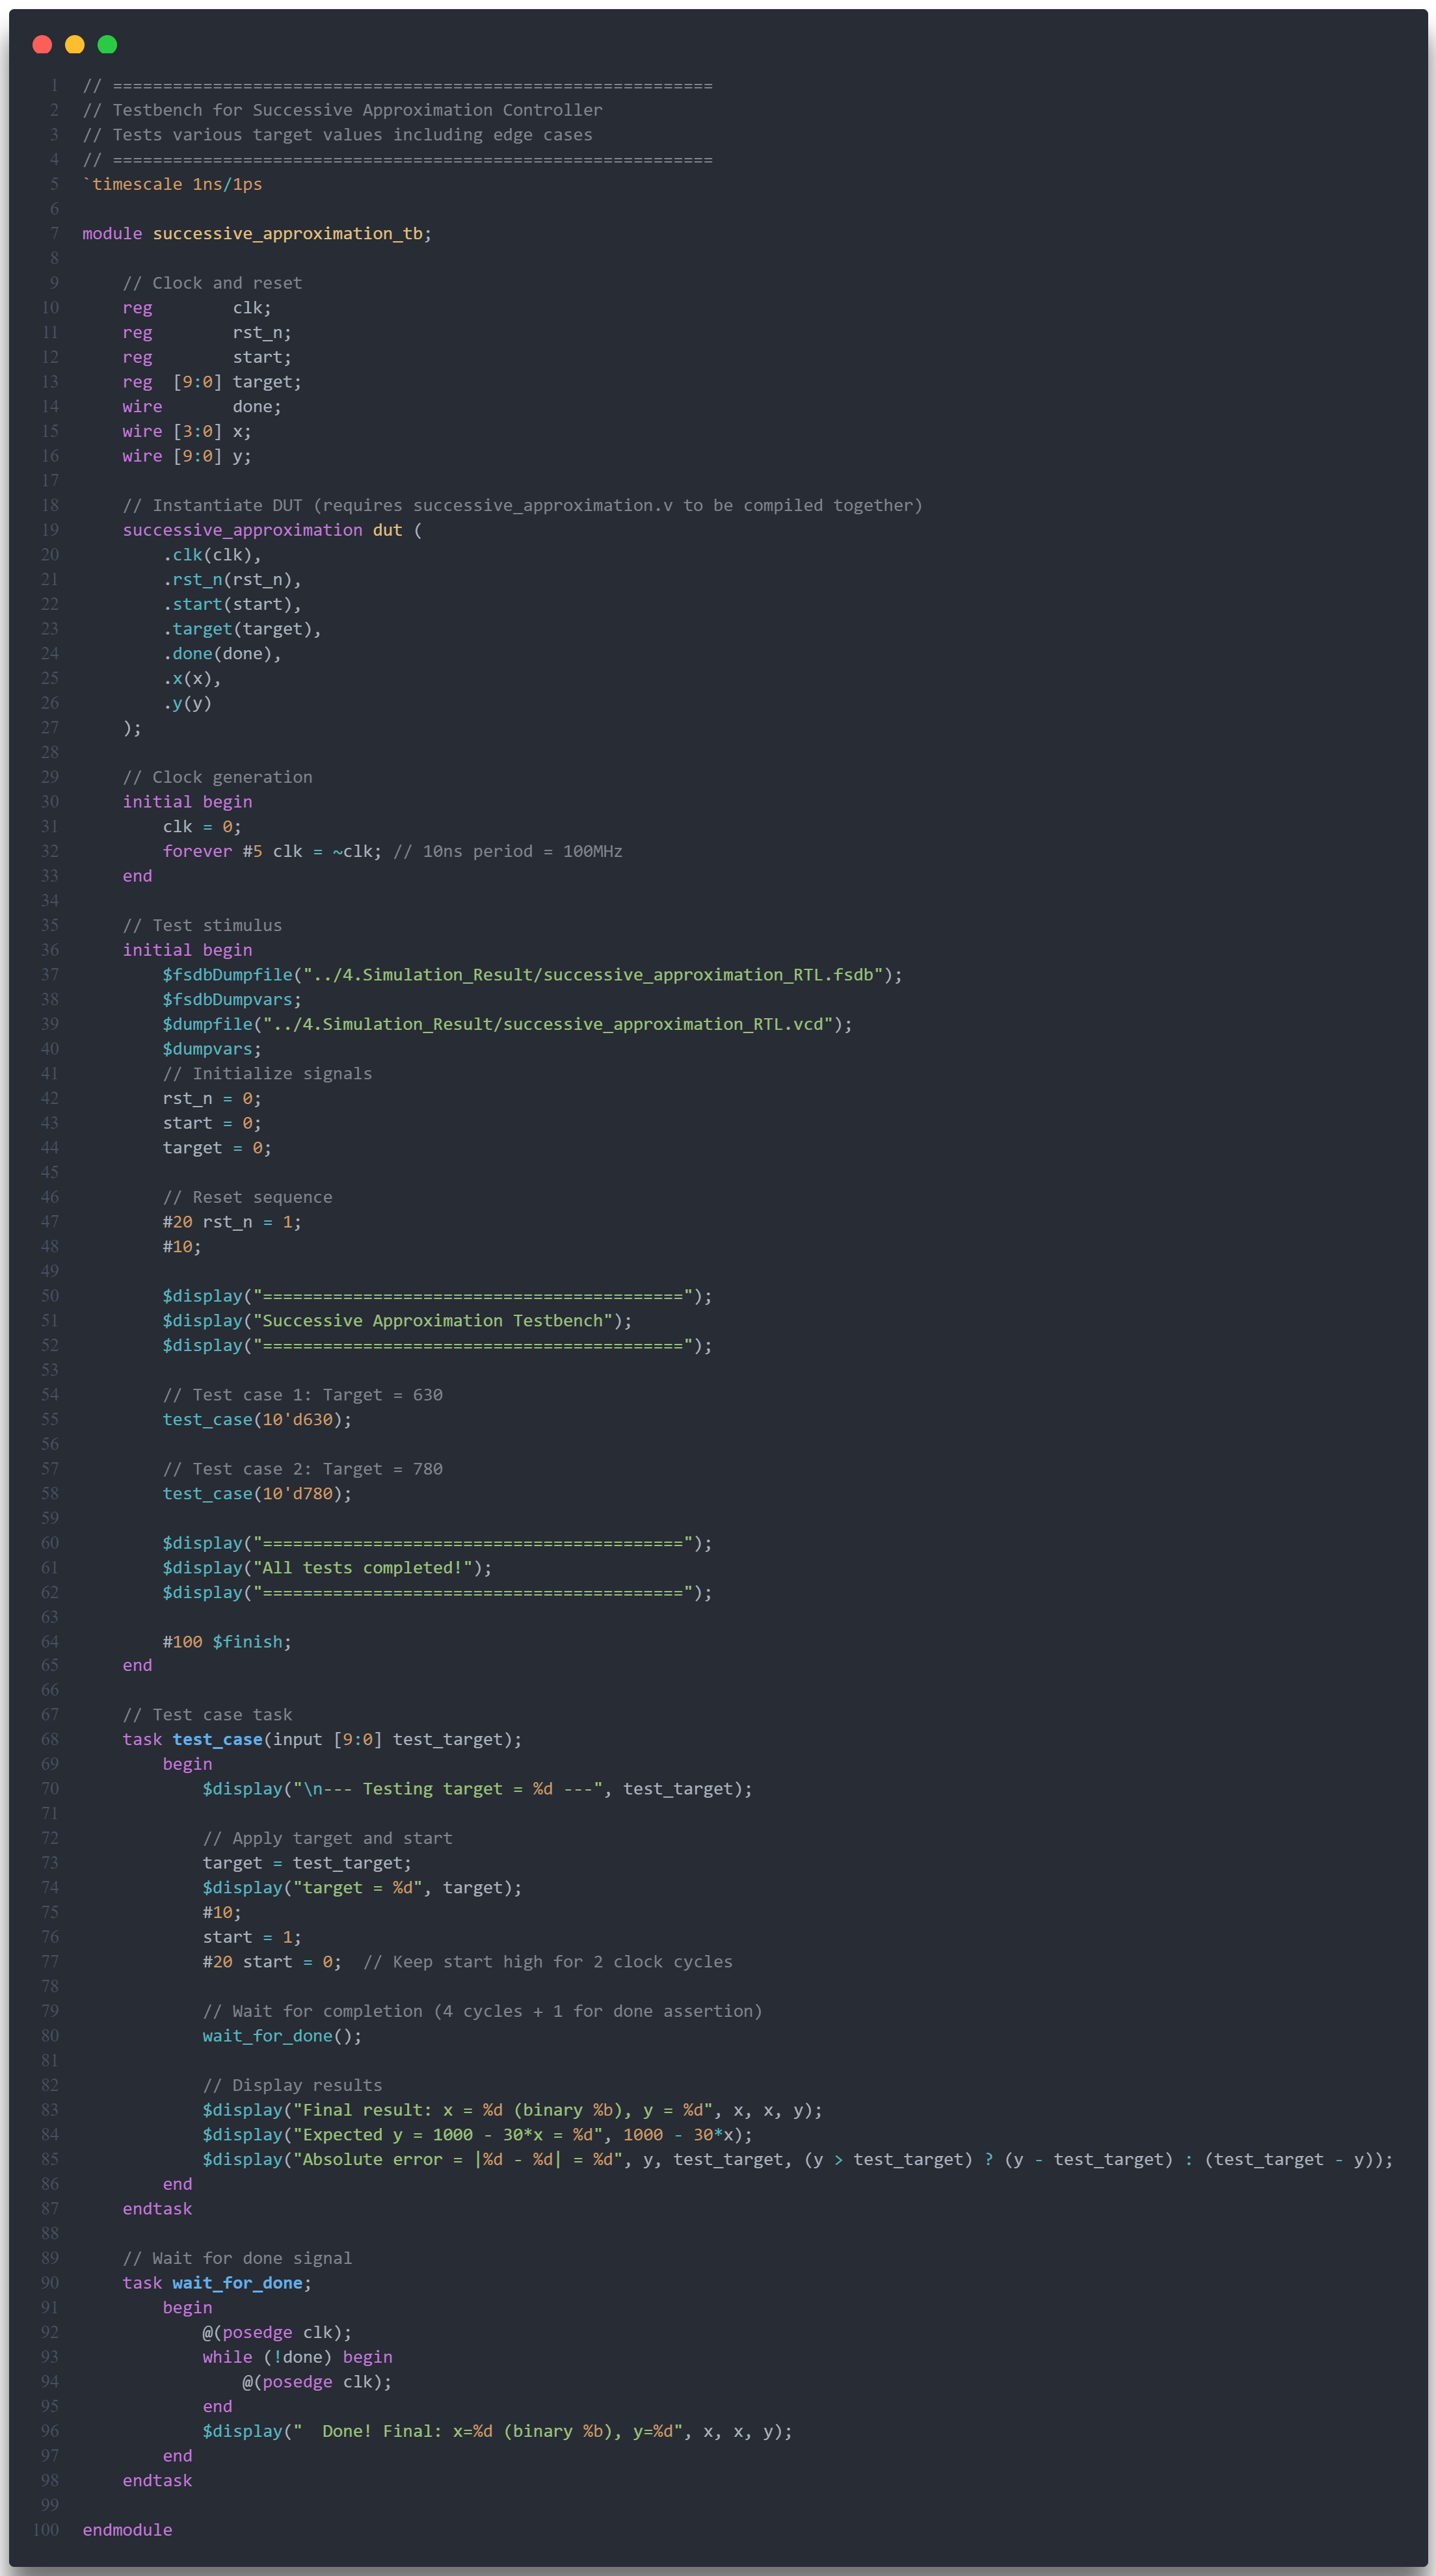 1 // ============================================================
2 // Testbench for Successive Approximation Controller
3 // Tests various target values including edge cases
4 // ============================================================
5 `timescale 1ns/1ps
6
7 module successive_approximation_tb;
8
9     // Clock and reset
10     reg        clk;
11     reg        rst_n;
12     reg        start;
13     reg  [9:0] target;
14     wire       done;
15     wire [3:0] x;
16     wire [9:0] y;
17
18     // Instantiate DUT (requires successive_approximation.v to be compiled together)
19     successive_approximation dut (
20         .clk(clk),
21         .rst_n(rst_n),
22         .start(start),
23         .target(target),
24         .done(done),
25         .x(x),
26         .y(y)
27     );
28
29     // Clock generation
30     initial begin
31         clk = 0;
32         forever #5 clk = ~clk; // 10ns period = 100MHz
33     end
34
35     // Test stimulus
36     initial begin
37         $fsdbDumpfile("../4.Simulation_Result/successive_approximation_RTL.fsdb");
38         $fsdbDumpvars;
39         $dumpfile("../4.Simulation_Result/successive_approximation_RTL.vcd");
40         $dumpvars;
41         // Initialize signals
42         rst_n = 0;
43         start = 0;
44         target = 0;
45
46         // Reset sequence
47         #20 rst_n = 1;
48         #10;
49
50         $display("==========================================");
51         $display("Successive Approximation Testbench");
52         $display("==========================================");
53
54         // Test case 1: Target = 630
55         test_case(10'd630);
56
57         // Test case 2: Target = 780
58         test_case(10'd780);
59
60         $display("==========================================");
61         $display("All tests completed!");
62         $display("==========================================");
63
64         #100 $finish;
65     end
66
67     // Test case task
68     task test_case(input [9:0] test_target);
69         begin
70             $display("\n--- Testing target = %d ---", test_target);
71
72             // Apply target and start
73             target = test_target;
74             $display("target = %d", target);
75             #10;
76             start = 1;
77             #20 start = 0;  // Keep start high for 2 clock cycles
78
79             // Wait for completion (4 cycles + 1 for done assertion)
80             wait_for_done();
81
82             // Display results
83             $display("Final result: x = %d (binary %b), y = %d", x, x, y);
84             $display("Expected y = 1000 - 30*x = %d", 1000 - 30*x);
85             $display("Absolute error = |%d - %d| = %d", y, test_target, (y > test_target) ? (y - test_target) : (test_target - y));
86         end
87     endtask
88
89     // Wait for done signal
90     task wait_for_done;
91         begin
92             @(posedge clk);
93             while (!done) begin
94                 @(posedge clk);
95             end
96             $display("  Done! Final: x=%d (binary %b), y=%d", x, x, y);
97         end
98     endtask
99
100 endmodule